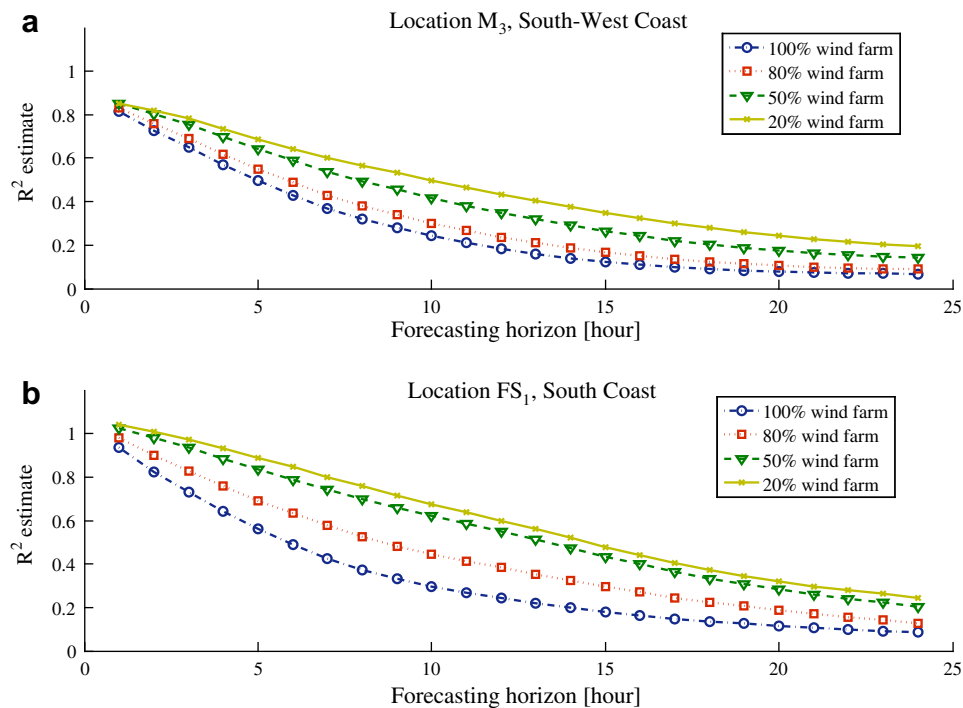 a
Location M₃, South-West Coast
100% wind farm
80% wind farm
50% wind farm
20% wind farm
R² estimate
1
0.8
0.6
0.4
0.2
0
0 5 10 15 20 25
Forecasting horizon [hour]
b
Location FS₁, South Coast
100% wind farm
80% wind farm
50% wind farm
20% wind farm
R² estimate
1
0.8
0.6
0.4
0.2
0
0 5 10 15 20 25
Forecasting horizon [hour]